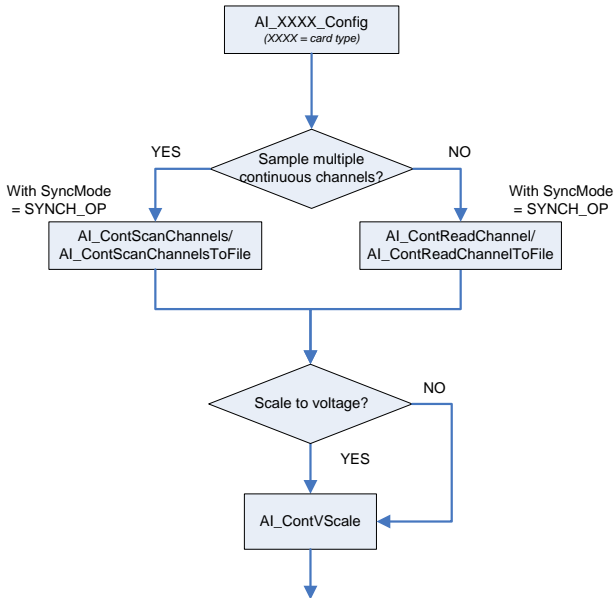 AI_XXXX_Config
(XXXX = card type)
YES
NO
Sample multiple
continuous channels?
With SyncMode
= SYNCH_OP
With SyncMode
= SYNCH_OP
AI_ContScanChannels/
AI_ContScanChannelsToFile
AI_ContReadChannel/
AI_ContReadChannelToFile
Scale to voltage?
NO
YES
AI_ContVScale